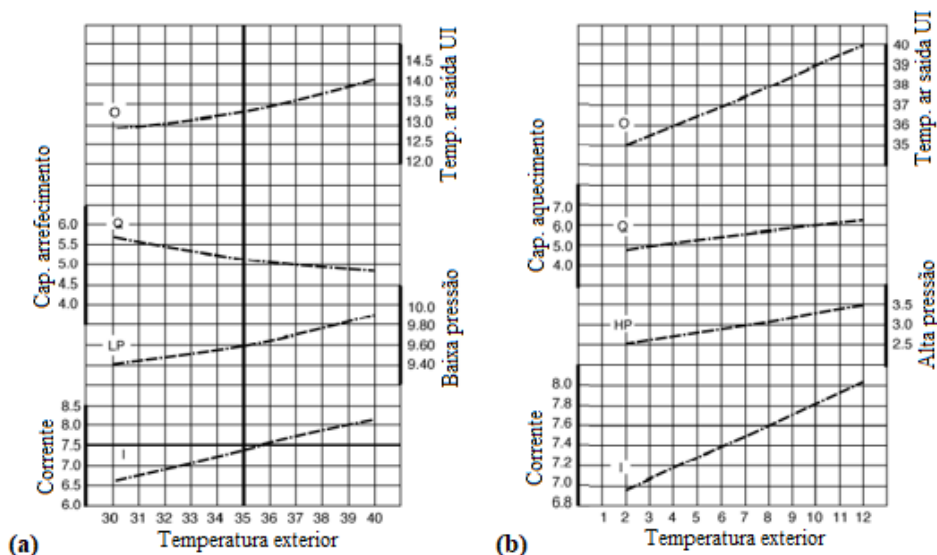 14.5
14.0
13.5
13.0
12.5
12.0
Temp. ar saida UI
O
Cap. arrefecimento
6.0
5.5
5.0
4.5
4.0
Q
10.0
9.80
9.60
9.40
Baixa pressão
LP
Corrente
8.5
8.0
7.5
7.0
6.5
6.0
I
30 31 32 33 34 35 36 37 38 39 40
(a) Temperatura exterior
40
39
38
37
36
35
Temp. ar saida UI
O
Cap. aquecimento
7.0
6.0
5.0
4.0
Q
3.5
3.0
2.5
Alta pressão
HP
Corrente
8.0
7.8
7.6
7.4
7.2
7.0
6.8
I
1 2 3 4 5 6 7 8 9 10 11 12
(b) Temperatura exterior